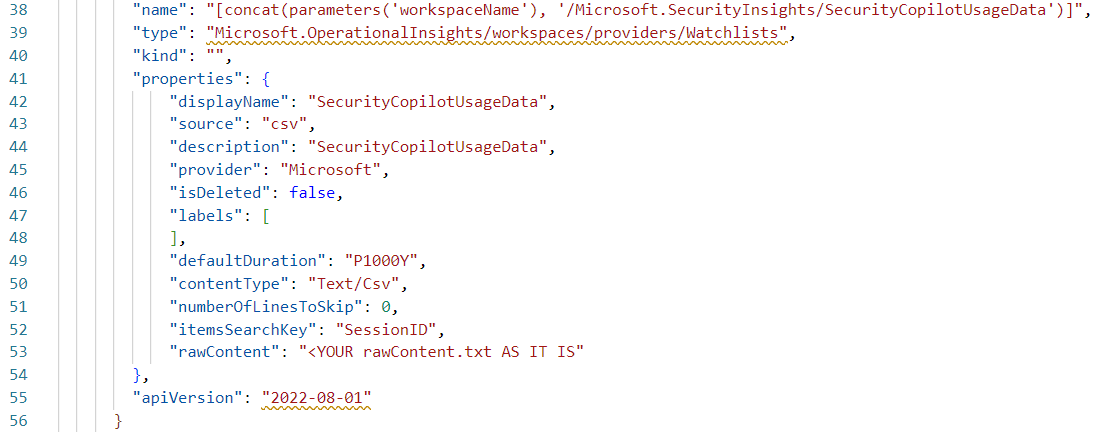 38 "name": "[concat(parameters('workspaceName'), '/Microsoft.SecurityInsights/SecurityCopilotUsageData')]",
39 "type": "Microsoft.OperationalInsights/workspaces/providers/Watchlists",
40 "kind": "",
41 "properties": {
42 "displayName": "SecurityCopilotUsageData",
43 "source": "csv",
44 "description": "SecurityCopilotUsageData",
45 "provider": "Microsoft",
46 "isDeleted": false,
47 "labels": [
48 ],
49 "defaultDuration": "P1000Y",
50 "contentType": "Text/Csv",
51 "numberOfLinesToSkip": 0,
52 "itemsSearchKey": "SessionID",
53 "rawContent": "<YOUR rawContent.txt AS IT IS"
54 },
55 "apiVersion": "2022-08-01"
56 }